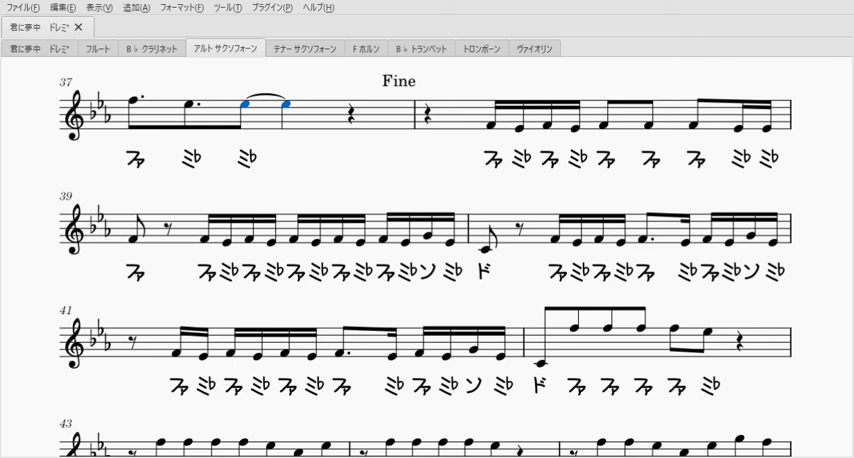 ファイル(F) 編集(E) 表示(V) 追加(A) フォーマット(F) ツール(T) プラグイン(P) ヘルプ(H)
君に夢中 ドレミ* ✕
君に夢中 ドレミ* フルート B♭ クラリネット アルト サクソフォーン テナー サクソフォーン F ホルン B♭ トランペット トロンボーン ヴァイオリン
37 Fine
ファ ミ♭ ミ♭ ファ ミ♭ ファ ミ♭ ファ ファ ファ ミ♭ ミ♭
39
ファ ファ ミ♭ ファ ミ♭ ファ ミ♭ ファ ミ♭ ファ ミ♭ ソ ミ♭ ド ファ ミ♭ ファ ミ♭ ファ ミ♭ ファ ミ♭ ソ ミ♭
41
ファ ミ♭ ファ ミ♭ ファ ミ♭ ファ ミ♭ ファ ミ♭ ソ ミ♭ ド ファ ファ ファ ファ ミ♭
43